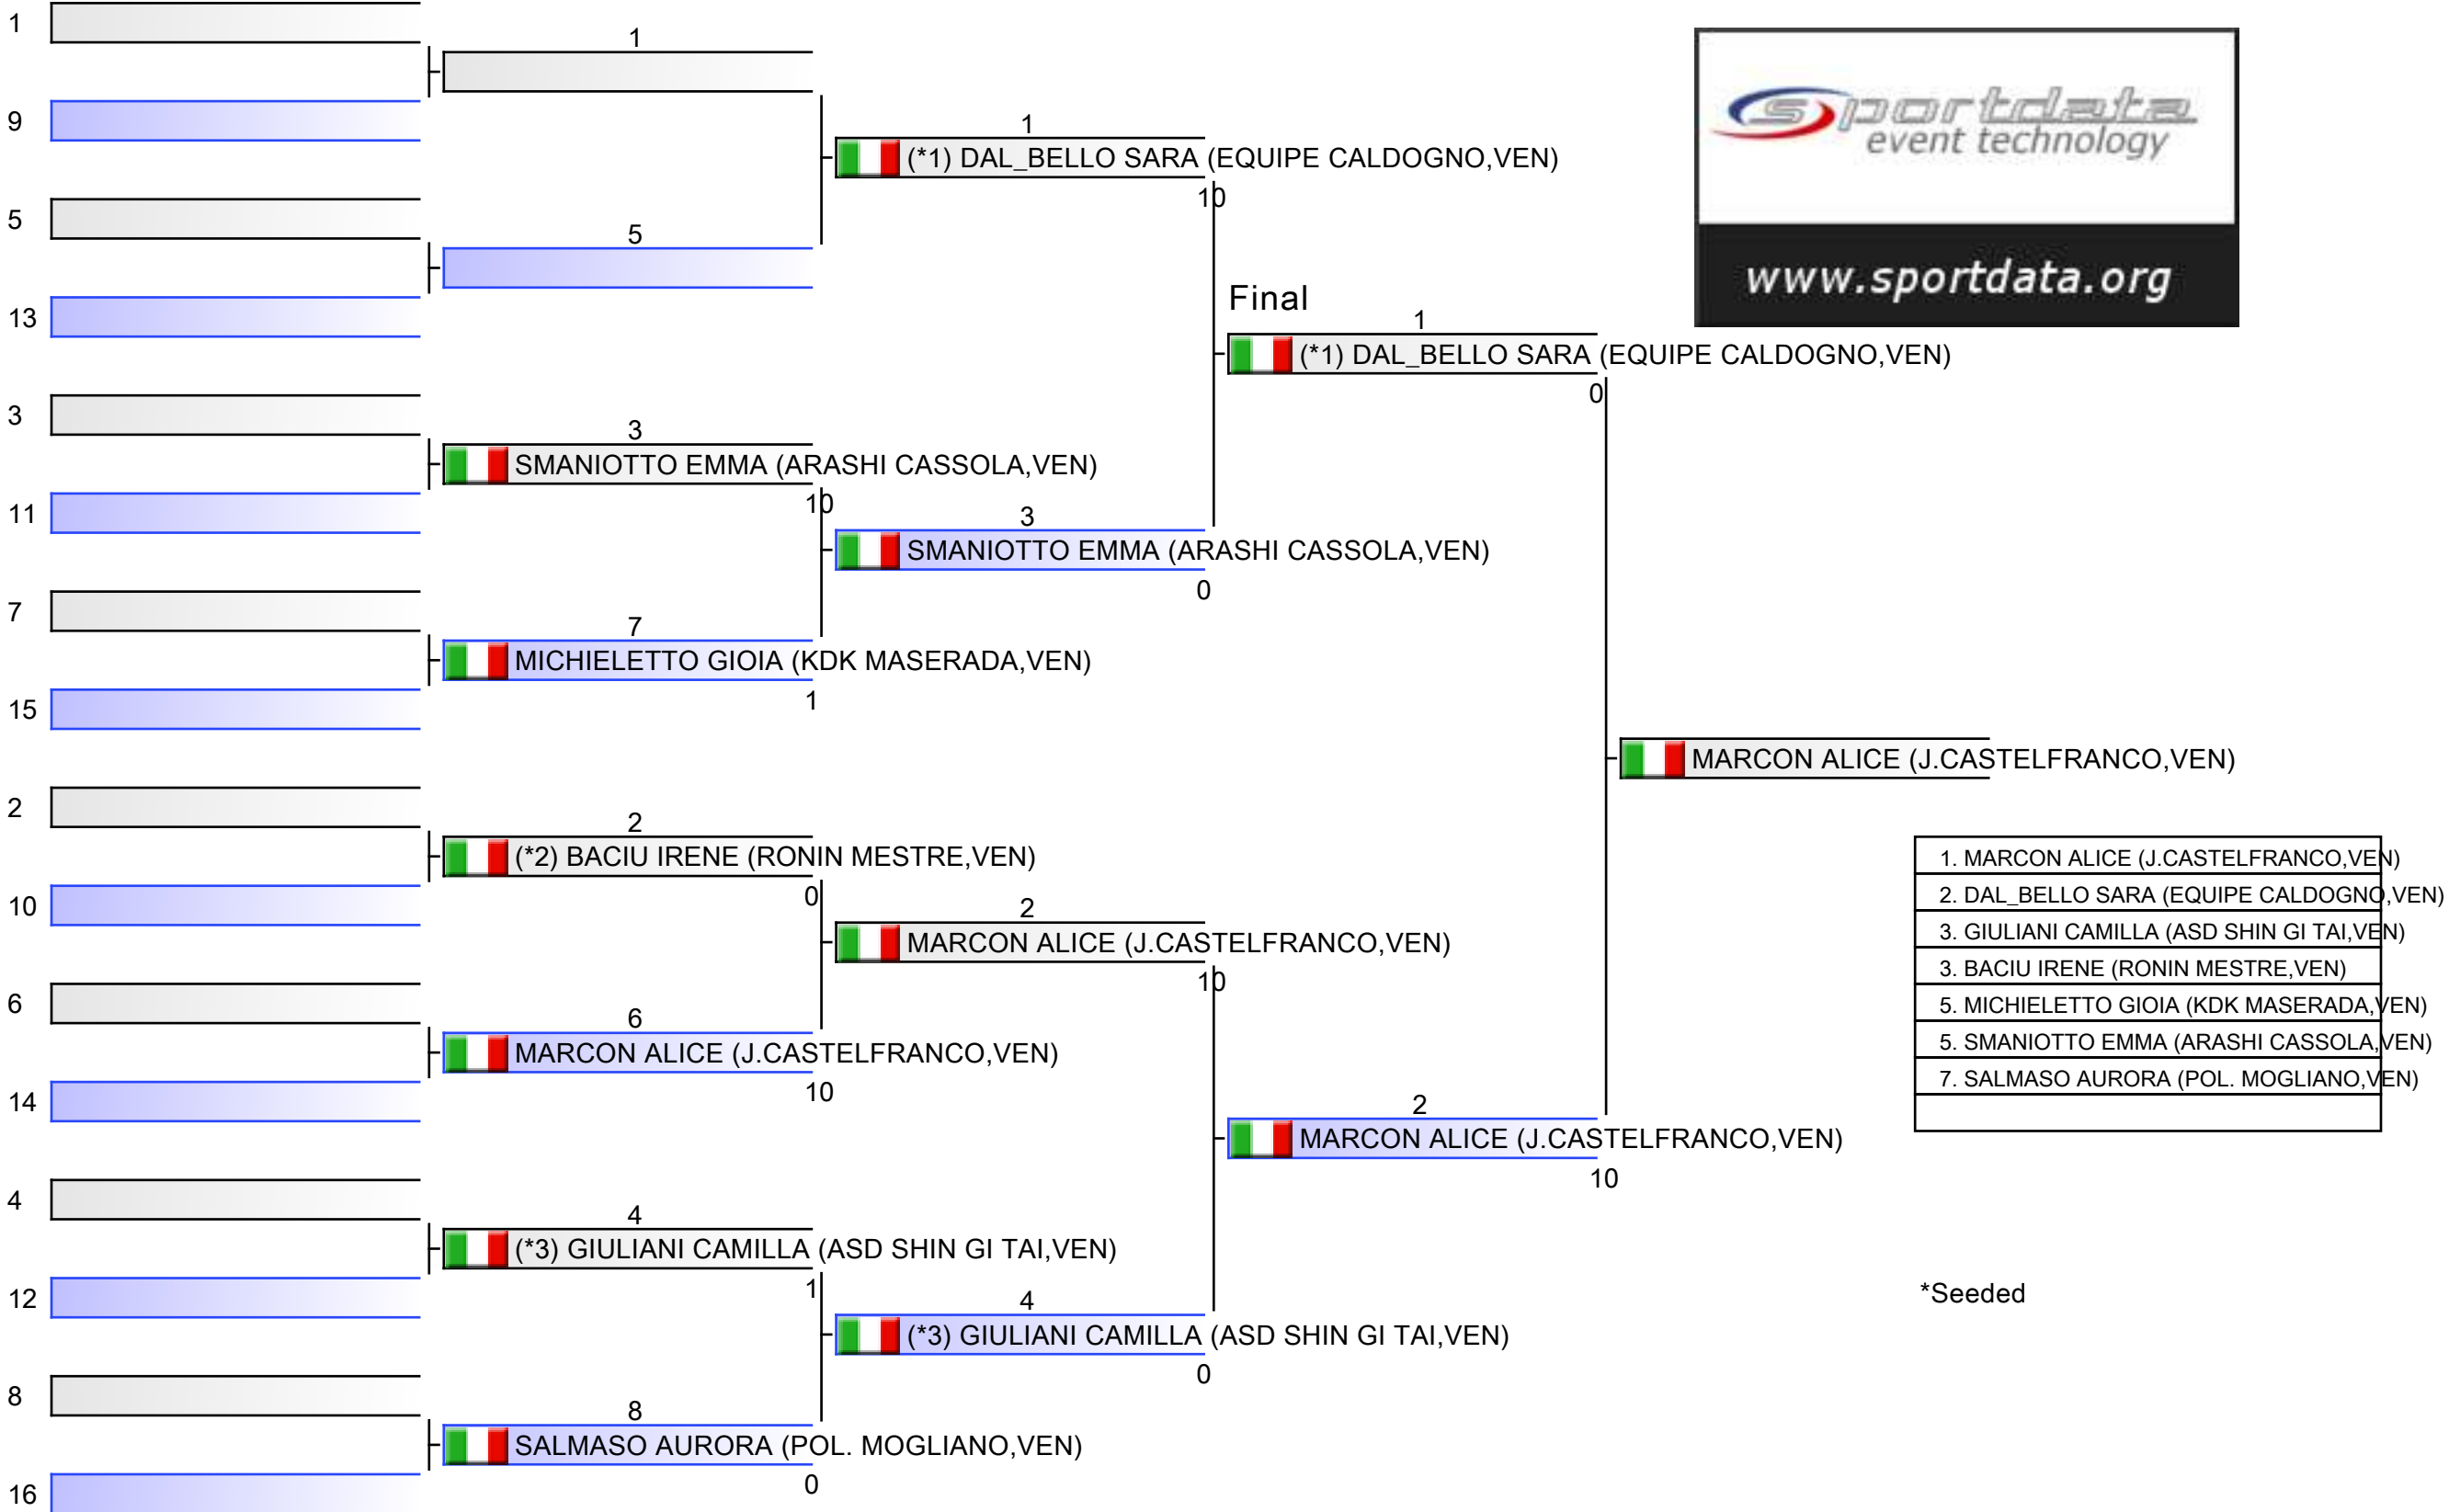 1
9
5
13
3
11
7
15
2
10
6
14
4
12
8
16
1
5
3
SMANIOTTO EMMA (ARASHI CASSOLA,VEN)
10
7
MICHIELETTO GIOIA (KDK MASERADA,VEN)
1
2
(*2) BACIU IRENE (RONIN MESTRE,VEN)
0
6
MARCON ALICE (J.CASTELFRANCO,VEN)
10
4
(*3) GIULIANI CAMILLA (ASD SHIN GI TAI,VEN)
1
8
SALMASO AURORA (POL. MOGLIANO,VEN)
0
1
(*1) DAL_BELLO SARA (EQUIPE CALDOGNO,VEN)
10
3
SMANIOTTO EMMA (ARASHI CASSOLA,VEN)
0
2
MARCON ALICE (J.CASTELFRANCO,VEN)
10
4
(*3) GIULIANI CAMILLA (ASD SHIN GI TAI,VEN)
0
Final
1
(*1) DAL_BELLO SARA (EQUIPE CALDOGNO,VEN)
0
2
MARCON ALICE (J.CASTELFRANCO,VEN)
10
MARCON ALICE (J.CASTELFRANCO,VEN)
sportdata
event technology
www.sportdata.org
1. MARCON ALICE (J.CASTELFRANCO,VEN)
2. DAL_BELLO SARA (EQUIPE CALDOGNO,VEN)
3. GIULIANI CAMILLA (ASD SHIN GI TAI,VEN)
3. BACIU IRENE (RONIN MESTRE,VEN)
5. MICHIELETTO GIOIA (KDK MASERADA,VEN)
5. SMANIOTTO EMMA (ARASHI CASSOLA,VEN)
7. SALMASO AURORA (POL. MOGLIANO,VEN)
*Seeded